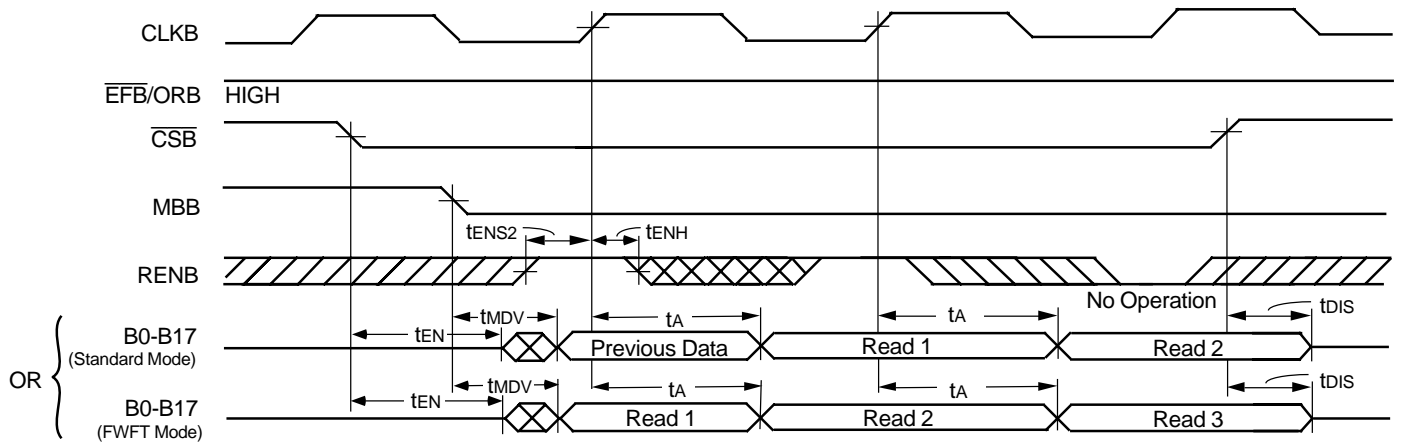 CLKB
EFB/ORB HIGH
CSB
MBB
tENS2 tENH
RENB
No Operation
tDIS
tMDV
tA
tA
B0-B17
tEN
(Standard Mode)
Previous Data
Read 1
Read 2
OR
tDIS
tMDV
tA
tA
B0-B17
tEN
(FWFT Mode)
Read 1
Read 2
Read 3